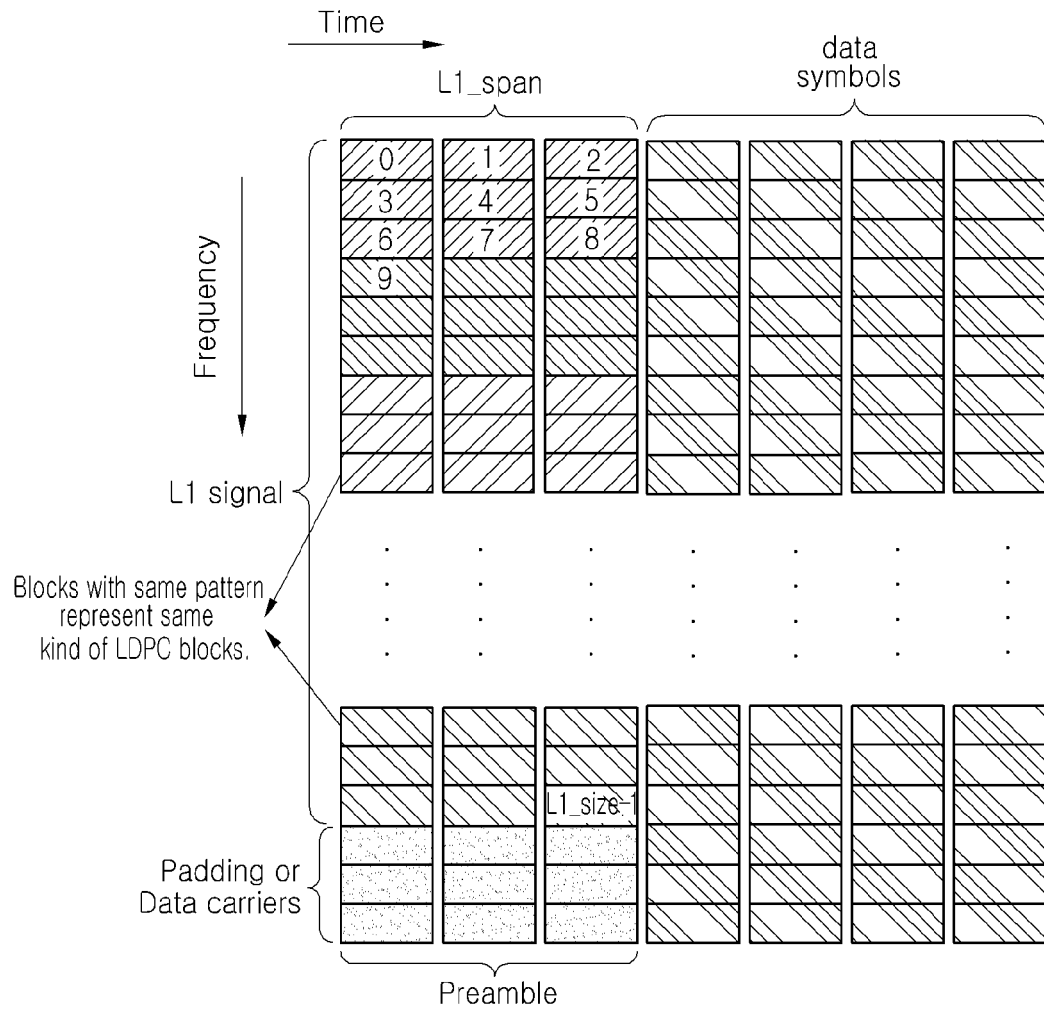 Time
data
symbols
L1_span
0 1 2
3 4 5
6 7 8
9
Frequency
L1 signal
Blocks with same pattern
represent same
kind of LDPC blocks.
L1_size-1
Padding or
Data carriers
Preamble